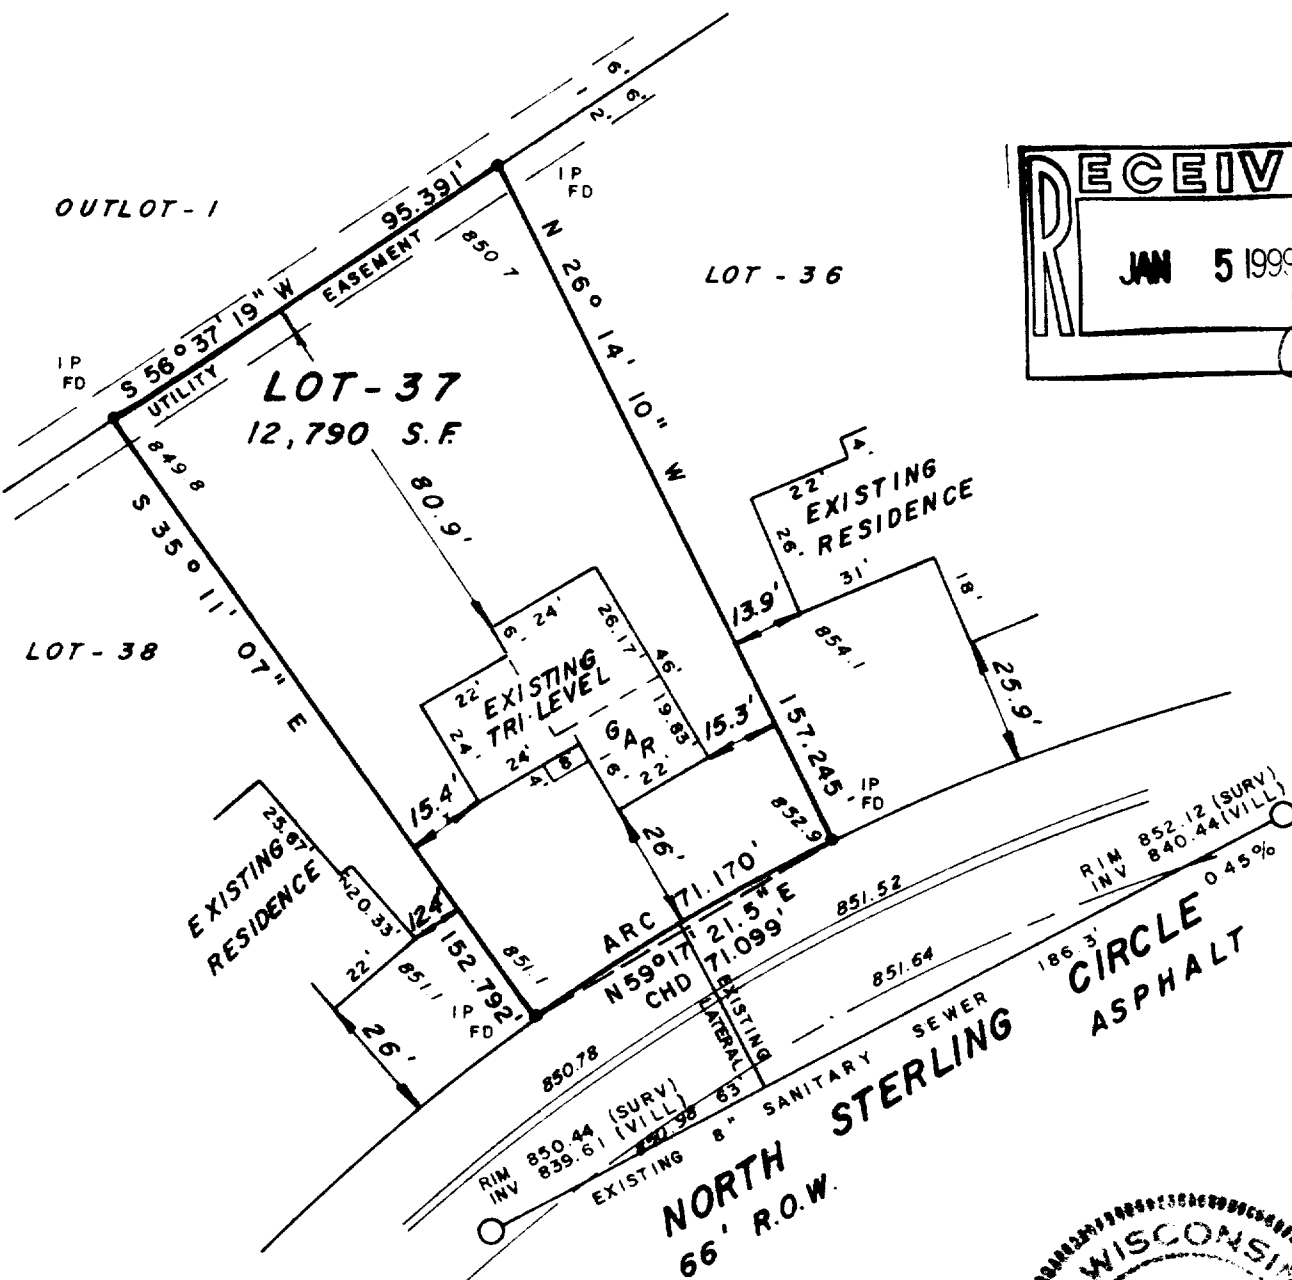 6'
6'
2'
OUTLOT-1
95.391'
S 56° 37' 19" W
UTILITY EASEMENT
IP
FD
IP
FD
850.7
N 26° 14' 10" W
LOT - 36
RECEIV
JAN 5 1999
LOT-37
12,790 S.F.
849.8
S 35° 11' 07" E
80.9'
LOT-38
4'
22'
EXISTING
RESIDENCE
26'
31'
18'
13.9'
854.1
25.9'
6'
24'
26.17'
46'
22'
EXISTING
TRI-LEVEL
24'
24'
4'
8'
GAR
19.83'
6'
22'
15.3'
157.245'
IP
FD
852.9
15.4'
25.67'
EXISTING
RESIDENCE
20.33'
12.4'
22'
851.1
26'
152.792'
IP
FD
851.1
26'
ARC 71.170'
N 59° 17' 21.5" E
CHD 71.099'
EXISTING
LATERAL
851.52
851.64
850.78
RIM 852.12 (SURV)
INV 840.44 (VILL)
0.45%
186.3'
RIM 850.44 (SURV)
INV 839.61 (VILL)
850.98
63'
EXISTING 8" SANITARY SEWER
NORTH STERLING CIRCLE
66' R.O.W.
ASPHALT
WISCONSIN